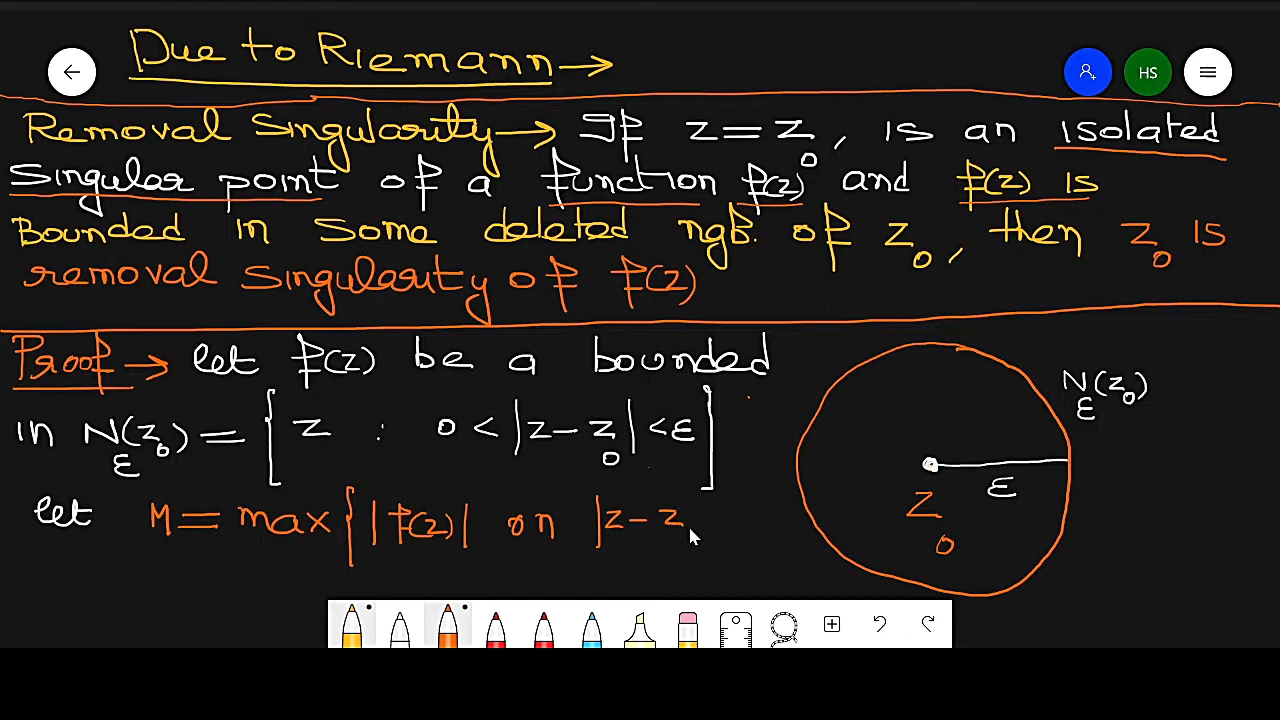 Due to Riemann→
HS
Removal Singularity→ If z=z₀, is an isolated
Singular point of a function f(z) and f(z) is
Bounded in some deleted ngb. of z₀, then z₀ is
removal singularity of f(z)
Proof→ let f(z) be a bounded
in N_ε(z₀) = { z : 0 < |z - z₀| < ε }
let M = max { |f(z)| on |z - z
N_ε(z₀)
ε
z₀